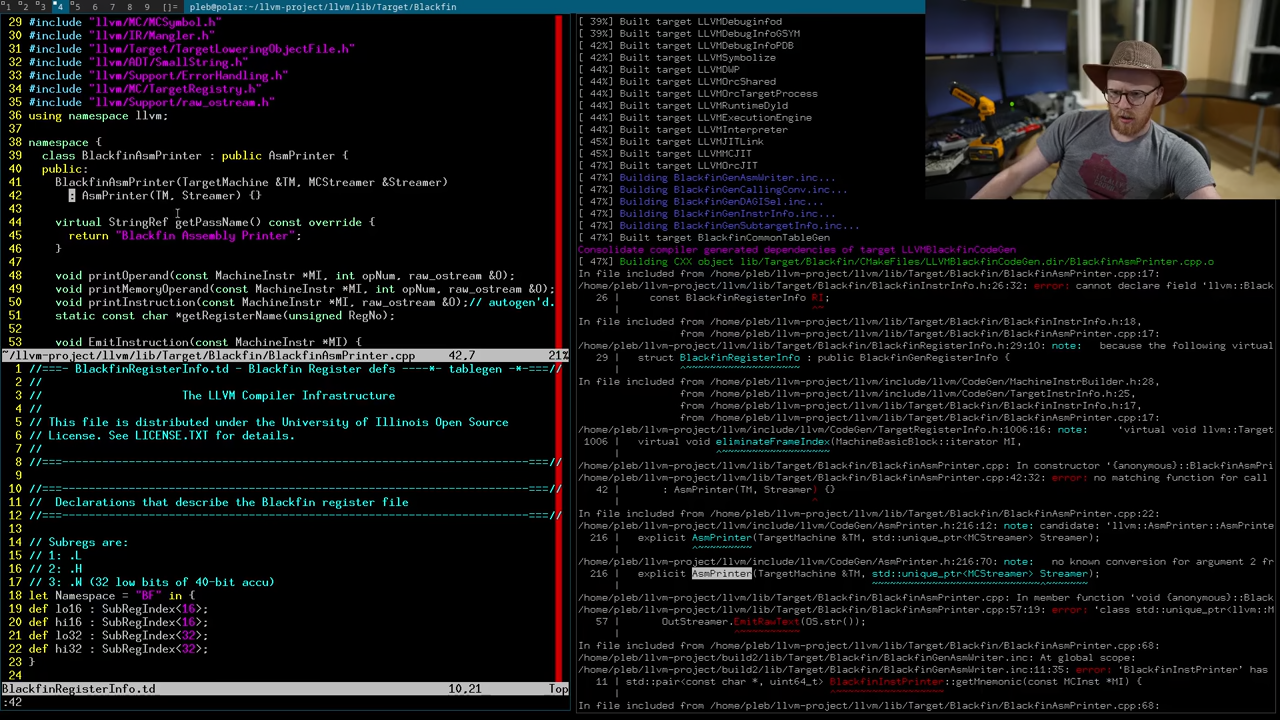 1 2 3 4 5 6 7 8 9 []= pleb@polar:~/llvm-project/llvm/lib/Target/Blackfin
29 #include "llvm/MC/MCSymbol.h"
30 #include "llvm/IR/Mangler.h"
31 #include "llvm/Target/TargetLoweringObjectFile.h"
32 #include "llvm/ADT/SmallString.h"
33 #include "llvm/Support/ErrorHandling.h"
34 #include "llvm/MC/TargetRegistry.h"
35 #include "llvm/Support/raw_ostream.h"
36 using namespace llvm;
37
38 namespace {
39   class BlackfinAsmPrinter : public AsmPrinter {
40   public:
41     BlackfinAsmPrinter(TargetMachine &TM, MCStreamer &Streamer)
42       : AsmPrinter(TM, Streamer) {}
43
44     virtual StringRef getPassName() const override {
45       return "Blackfin Assembly Printer";
46     }
47
48     void printOperand(const MachineInstr *MI, int opNum, raw_ostream &O);
49     void printMemoryOperand(const MachineInstr *MI, int opNum, raw_ostream &O);
50     void printInstruction(const MachineInstr *MI, raw_ostream &O);// autogen'd.
51     static const char *getRegisterName(unsigned RegNo);
52
53     void EmitInstruction(const MachineInstr *MI) {
~/llvm-project/llvm/lib/Target/Blackfin/BlackfinAsmPrinter.cpp 42,7 21%
1 //===- BlackfinRegisterInfo.td - Blackfin Register defs ----*- tablegen -*-===//
2 //
3 // The LLVM Compiler Infrastructure
4 //
5 // This file is distributed under the University of Illinois Open Source
6 // License. See LICENSE.TXT for details.
7 //
8 //===----------------------------------------------------------------------===//
9
10 //===----------------------------------------------------------------------===//
11 // Declarations that describe the Blackfin register file
12 //===----------------------------------------------------------------------===//
13
14 // Subregs are:
15 // 1: .L
16 // 2: .H
17 // 3: .W (32 low bits of 40-bit accu)
18 let Namespace = "BF" in {
19 def lo16 : SubRegIndex<16>;
20 def hi16 : SubRegIndex<16>;
21 def lo32 : SubRegIndex<32>;
22 def hi32 : SubRegIndex<32>;
23 }
24
BlackfinRegisterInfo.td 10,21 Top
:42
[ 39%] Built target LLVMDebuginfod
[ 39%] Built target LLVMDebugInfoGSYM
[ 42%] Built target LLVMDebugInfoPDB
[ 44%] Built target LLVMSymbolize
[ 44%] Built target LLVMDWP
[ 44%] Built target LLVMOrcShared
[ 44%] Built target LLVMOrcTargetProcess
[ 44%] Built target LLVMRuntimeDyld
[ 44%] Built target LLVMExecutionEngine
[ 44%] Built target LLVMInterpreter
[ 45%] Built target LLVMJITLink
[ 45%] Built target LLVMMCJIT
[ 47%] Built target LLVMOrcJIT
[ 47%] Building BlackfinGenAsmWriter.inc...
[ 47%] Building BlackfinGenCallingConv.inc...
[ 47%] Building BlackfinGenDAGISel.inc...
[ 47%] Building BlackfinGenInstrInfo.inc...
[ 47%] Building BlackfinGenSubtargetInfo.inc...
[ 47%] Built target BlackfinCommonTableGen
Consolidate compiler generated dependencies of target LLVMBlackfinCodeGen
[ 47%] Building CXX object lib/Target/Blackfin/CMakeFiles/LLVMBlackfinCodeGen.dir/BlackfinAsmPrinter.cpp.o
In file included from /home/pleb/llvm-project/llvm/lib/Target/Blackfin/BlackfinAsmPrinter.cpp:17:
/home/pleb/llvm-project/llvm/lib/Target/Blackfin/BlackfinInstrInfo.h:26:32: error: cannot declare field 'llvm::Black
26 | const BlackfinRegisterInfo RI;
| ^~
In file included from /home/pleb/llvm-project/llvm/lib/Target/Blackfin/BlackfinInstrInfo.h:18,
from /home/pleb/llvm-project/llvm/lib/Target/Blackfin/BlackfinAsmPrinter.cpp:17:
/home/pleb/llvm-project/llvm/lib/Target/Blackfin/BlackfinRegisterInfo.h:29:10: note: because the following virtual
29 | struct BlackfinRegisterInfo : public BlackfinGenRegisterInfo {
| ^~~~~~~~~~~~~~~~~~~~
In file included from /home/pleb/llvm-project/llvm/include/llvm/CodeGen/MachineInstrBuilder.h:28,
from /home/pleb/llvm-project/llvm/lib/Target/Blackfin/BlackfinInstrInfo.h:25,
from /home/pleb/llvm-project/llvm/lib/Target/Blackfin/BlackfinAsmPrinter.cpp:17:
/home/pleb/llvm-project/llvm/include/llvm/CodeGen/TargetRegisterInfo.h:1006:16: note: 'virtual void llvm::Target
1006 | virtual void eliminateFrameIndex(MachineBasicBlock::iterator MI,
| ^~~~~~~~~~~~~~~~~~~
/home/pleb/llvm-project/llvm/lib/Target/Blackfin/BlackfinAsmPrinter.cpp: In constructor '{anonymous}::BlackfinAsmPri
/home/pleb/llvm-project/llvm/lib/Target/Blackfin/BlackfinAsmPrinter.cpp:42:32: error: no matching function for call
42 | : AsmPrinter(TM, Streamer) {}
| ^
In file included from /home/pleb/llvm-project/llvm/lib/Target/Blackfin/BlackfinAsmPrinter.cpp:22:
/home/pleb/llvm-project/llvm/include/llvm/CodeGen/AsmPrinter.h:216:12: note: candidate: 'llvm::AsmPrinter::AsmPrinte
216 | explicit AsmPrinter(TargetMachine &TM, std::unique_ptr<MCStreamer> Streamer);
| ^~~~~~~~~~
/home/pleb/llvm-project/llvm/include/llvm/CodeGen/AsmPrinter.h:216:70: note: no known conversion for argument 2 fr
216 | explicit AsmPrinter(TargetMachine &TM, std::unique_ptr<MCStreamer> Streamer);
/home/pleb/llvm-project/llvm/lib/Target/Blackfin/BlackfinAsmPrinter.cpp: In member function 'void {anonymous}::Black
/home/pleb/llvm-project/llvm/lib/Target/Blackfin/BlackfinAsmPrinter.cpp:57:19: error: 'class std::unique_ptr<llvm::M
57 | OutStreamer.EmitRawText(OS.str());
| ^~~~~~~~~~~
In file included from /home/pleb/llvm-project/llvm/lib/Target/Blackfin/BlackfinAsmPrinter.cpp:68:
/home/pleb/llvm-project/build2/lib/Target/Blackfin/BlackfinGenAsmWriter.inc: At global scope:
/home/pleb/llvm-project/build2/lib/Target/Blackfin/BlackfinGenAsmWriter.inc:11:35: error: 'BlackfinInstPrinter' has
11 | std::pair<const char *, uint64_t> BlackfinInstPrinter::getMnemonic(const MCInst *MI) {
| ^~~~~~~~~~~~~~~~~~~
In file included from /home/pleb/llvm-project/llvm/lib/Target/Blackfin/BlackfinAsmPrinter.cpp:68: